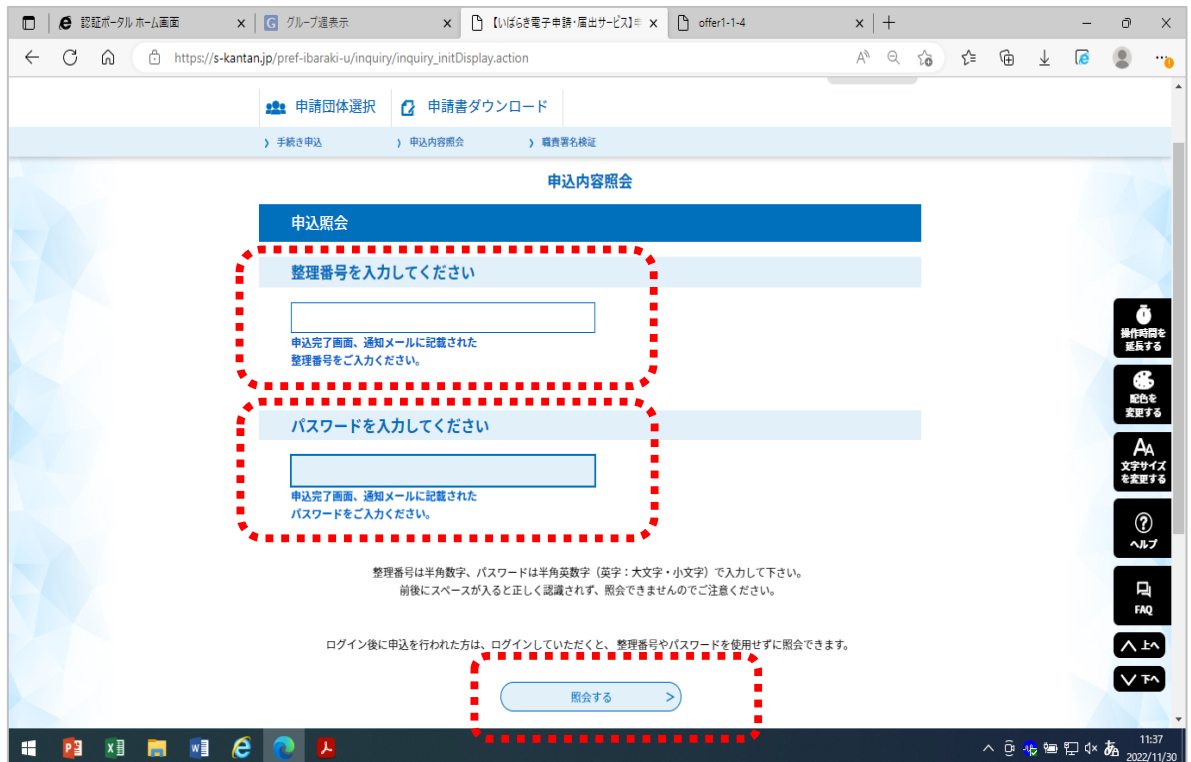 認証ポータル ホーム画面
グループ週表示
【いばらき電子申請・届出サービス】申
offer1-1-4
https://s-kantan.jp/pref-ibaraki-u/inquiry/inquiry_initDisplay.action
申請団体選択
申請書ダウンロード
手続き申込
申込内容照会
職責署名検証
申込内容照会
申込照会
整理番号を入力してください
申込完了画面、通知メールに記載された
整理番号をご入力ください。
パスワードを入力してください
申込完了画面、通知メールに記載された
パスワードをご入力ください。
整理番号は半角数字、パスワードは半角英数字（英字：大文字・小文字）で入力して下さい。
前後にスペースが入ると正しく認識されず、照会できませんのでご注意ください。
ログイン後に申込を行われた方は、ログインしていただくと、整理番号やパスワードを使用せずに照会できます。
照会する
操作時間を
延長する
配色を
変更する
AA
文字サイズ
を変更する
ヘルプ
FAQ
上へ
下へ
11:37
2022/11/30